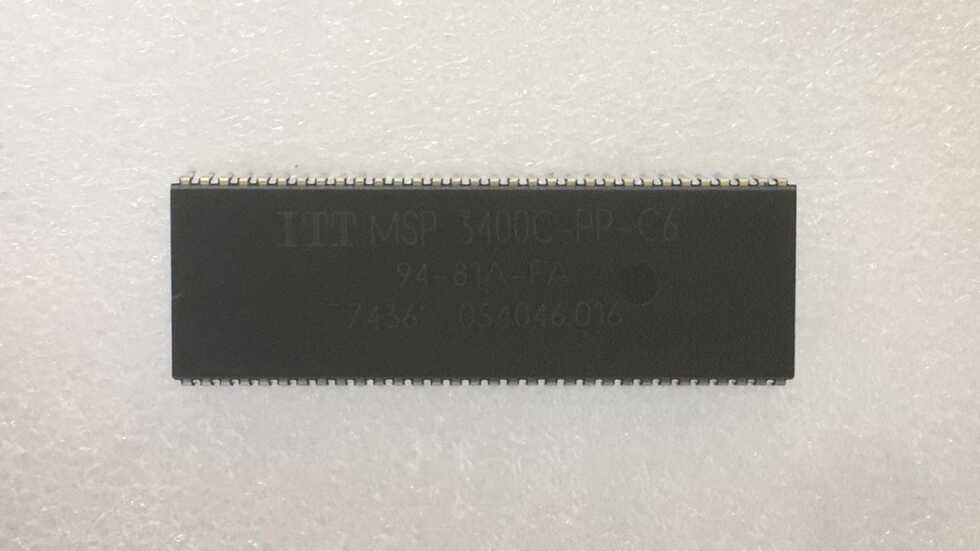 ITT MSP 3400C-PP-C6
94-81A-FA
7436 054046.016